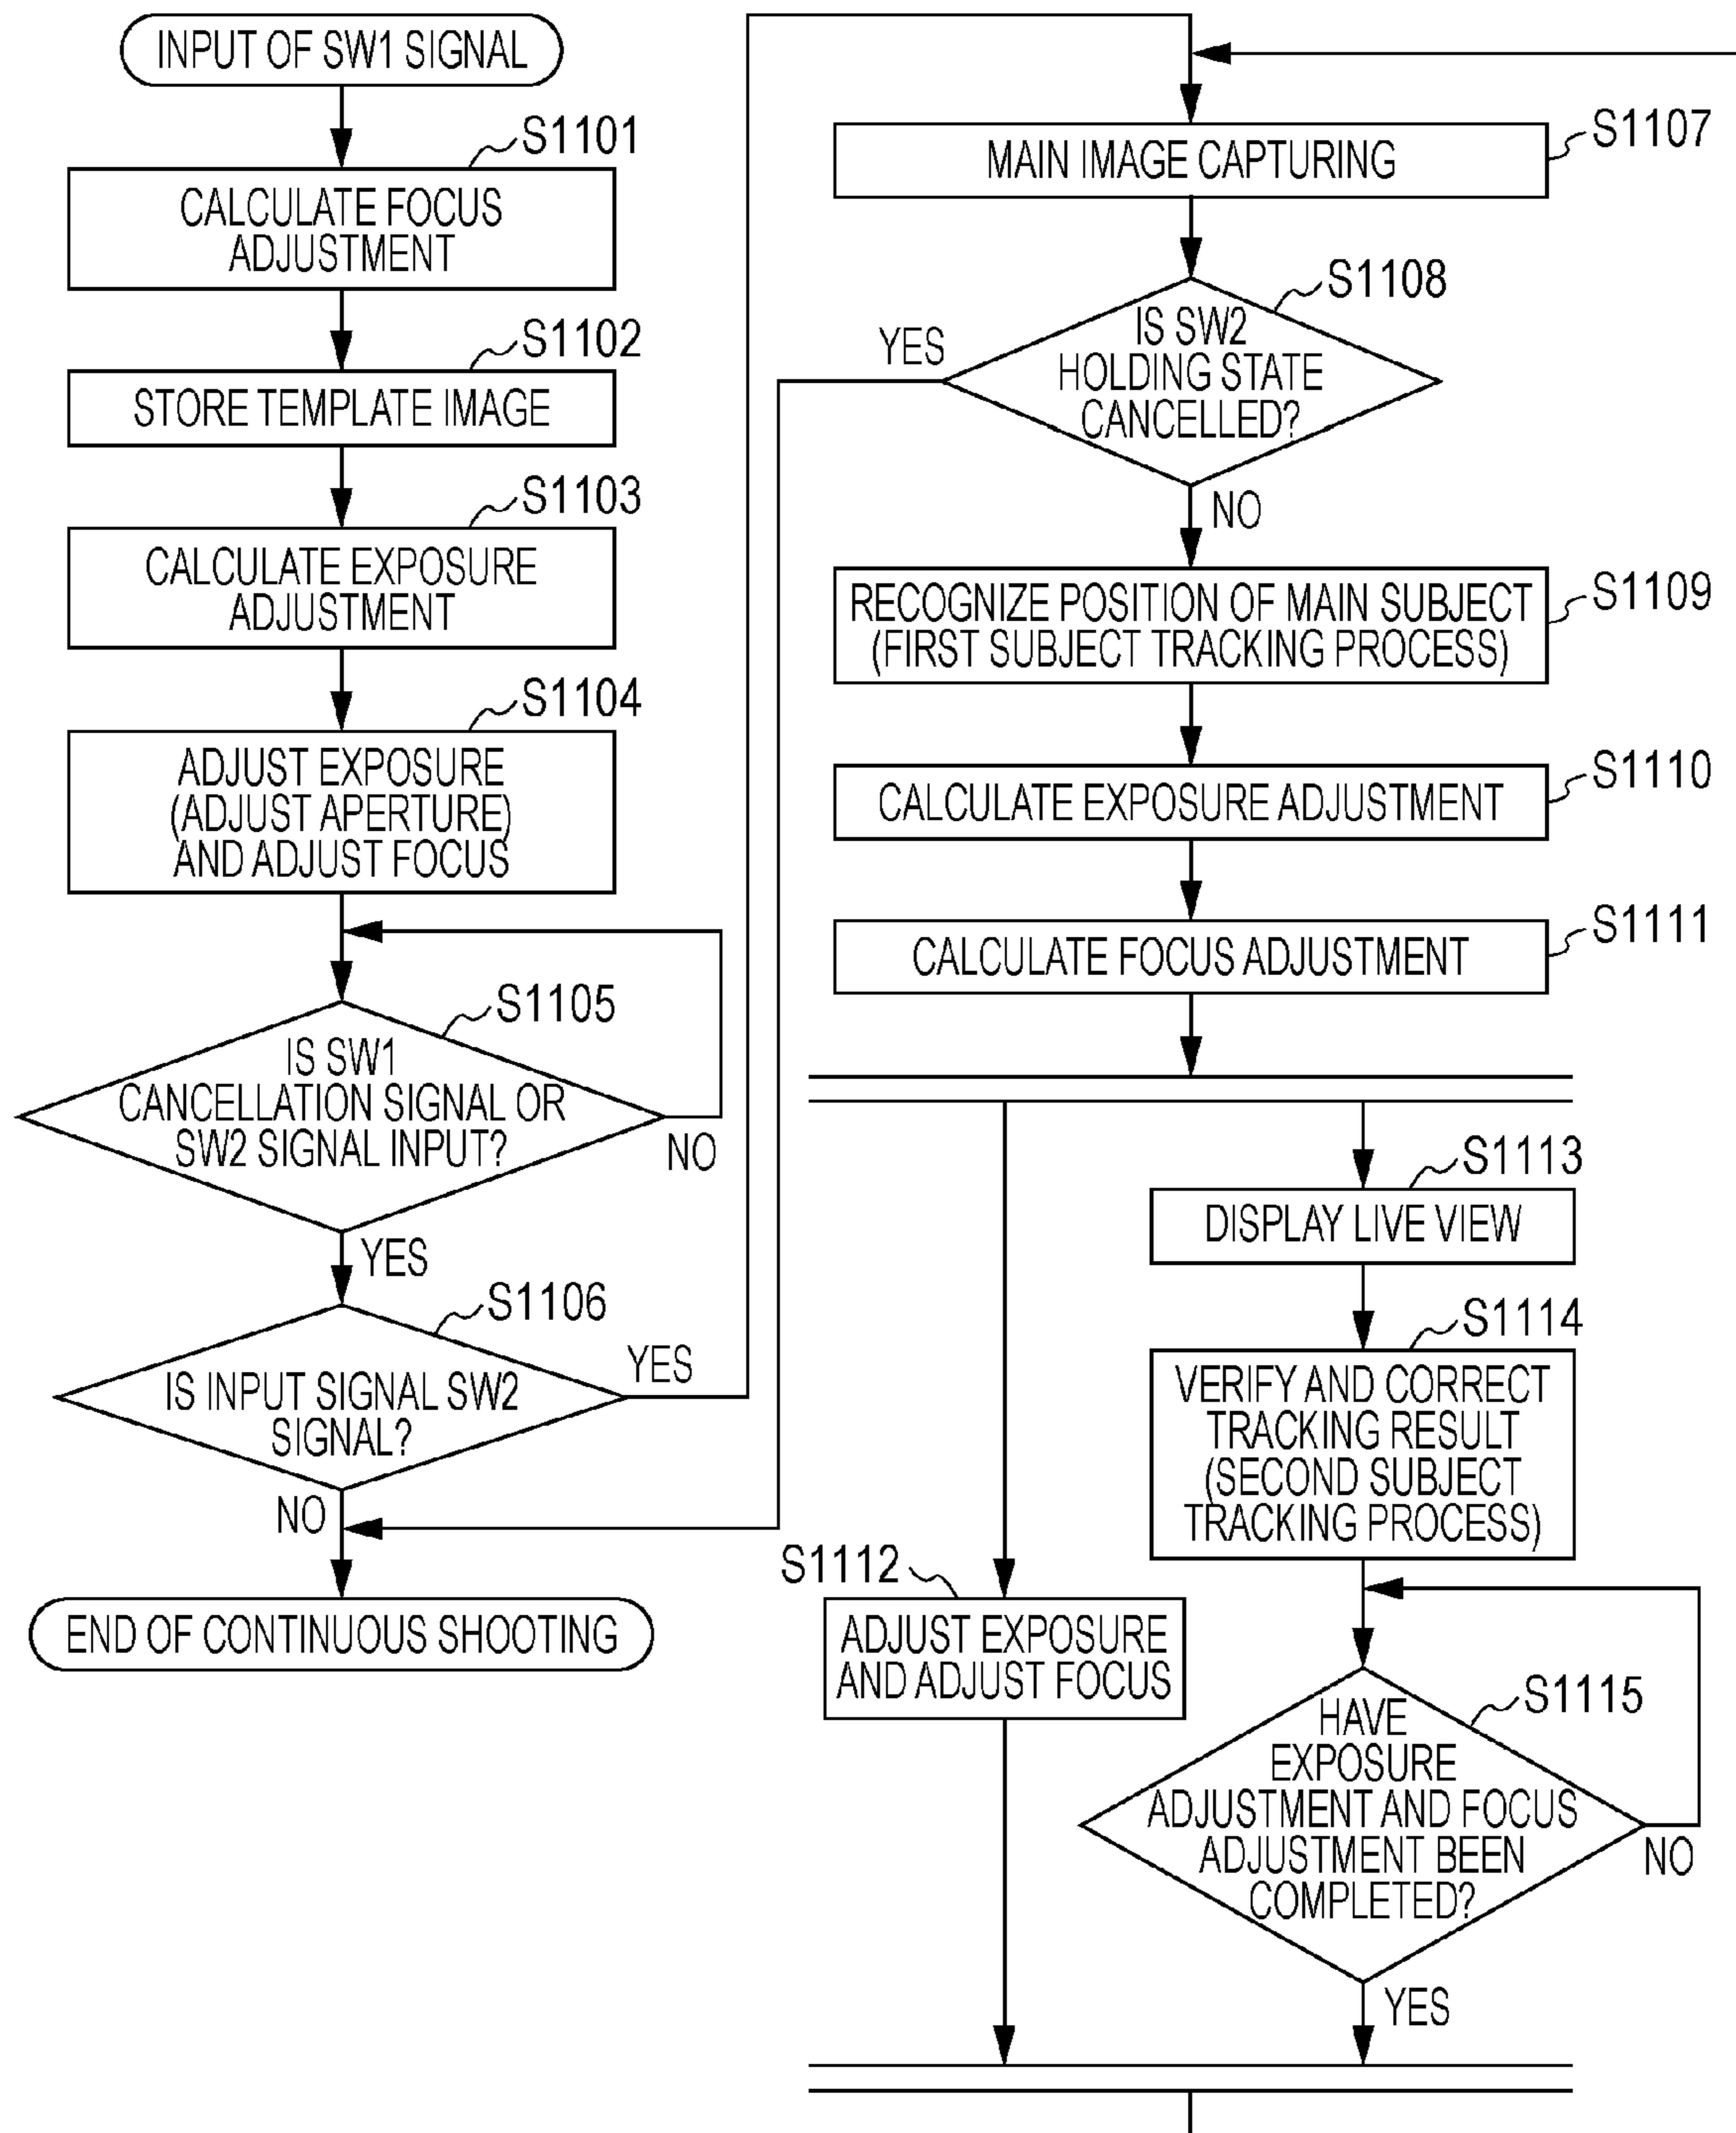 INPUT OF SW1 SIGNAL
S1101
CALCULATE FOCUS
ADJUSTMENT
S1102
STORE TEMPLATE IMAGE
S1103
CALCULATE EXPOSURE
ADJUSTMENT
S1104
ADJUST EXPOSURE
(ADJUST APERTURE)
AND ADJUST FOCUS
S1105
IS SW1
CANCELLATION SIGNAL OR
SW2 SIGNAL INPUT?
NO
YES
S1106
IS INPUT SIGNAL SW2
SIGNAL?
YES
NO
END OF CONTINUOUS SHOOTING
S1107
MAIN IMAGE CAPTURING
S1108
IS SW2
HOLDING STATE
CANCELLED?
YES
NO
S1109
RECOGNIZE POSITION OF MAIN SUBJECT
(FIRST SUBJECT TRACKING PROCESS)
S1110
CALCULATE EXPOSURE ADJUSTMENT
S1111
CALCULATE FOCUS ADJUSTMENT
S1112
ADJUST EXPOSURE
AND ADJUST FOCUS
S1113
DISPLAY LIVE VIEW
S1114
VERIFY AND CORRECT
TRACKING RESULT
(SECOND SUBJECT
TRACKING PROCESS)
S1115
HAVE
EXPOSURE
ADJUSTMENT AND FOCUS
ADJUSTMENT BEEN
COMPLETED?
NO
YES